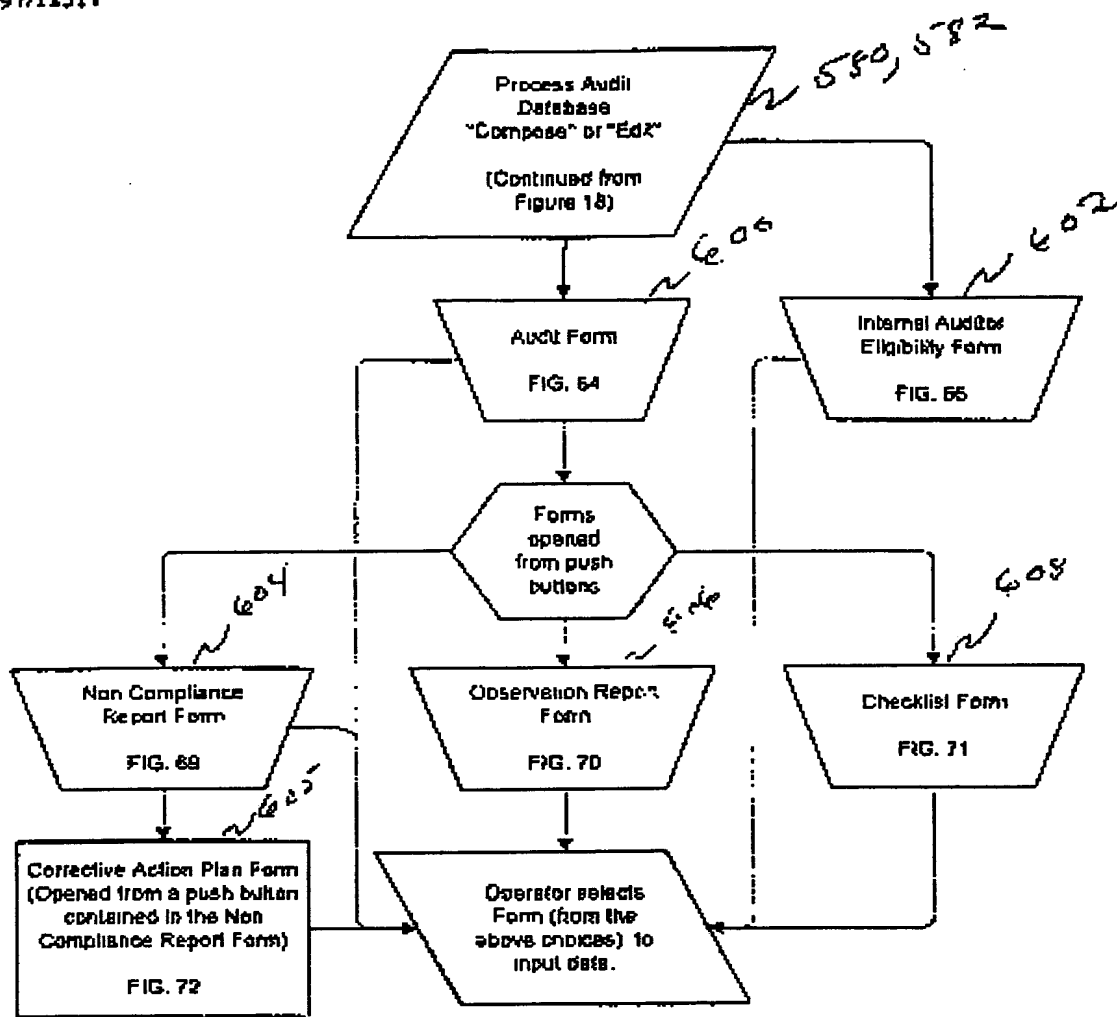 580, 582
Process Audit
Database
"Compose" or "Edit"
(Continued from
Figure 18)
600
602
Audit Form
FIG. 64
Internal Auditor
Eligibility Form
FIG. 66
Forms
opened
from push
buttons
604
608
Non Compliance
Report Form
FIG. 69
Observation Report
Form
FIG. 70
Checklist Form
FIG. 71
605
Corrective Action Plan Form
(Opened from a push button
contained in the Non
Compliance Report Form)
FIG. 72
Operator selects
Form (from the
above choices) to
input data.